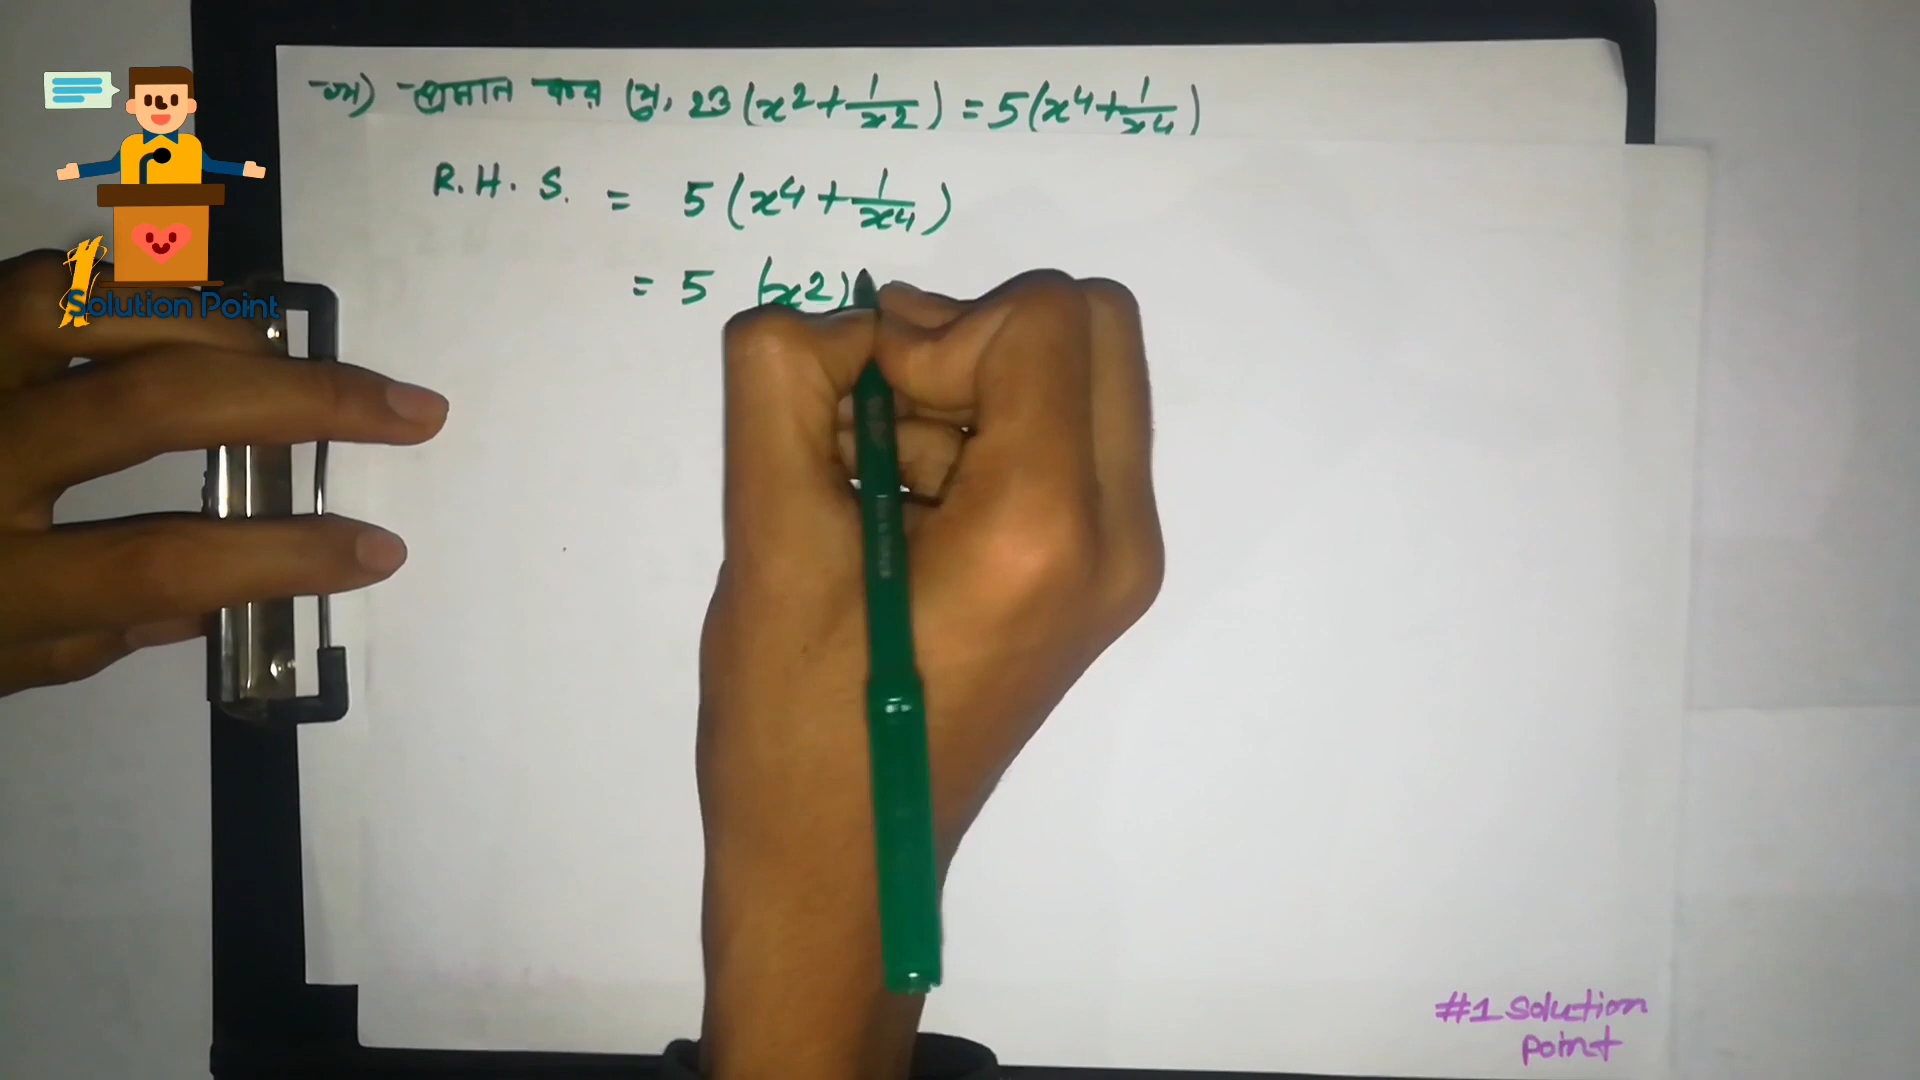 আ) প্রমান কর যে, 23 (x² + 1/x²) = 5(x⁴ + 1/x⁴)
R.H.S. = 5 (x⁴ + 1/x⁴)
= 5 (x²)
1 Solution Point
#1 solution
point